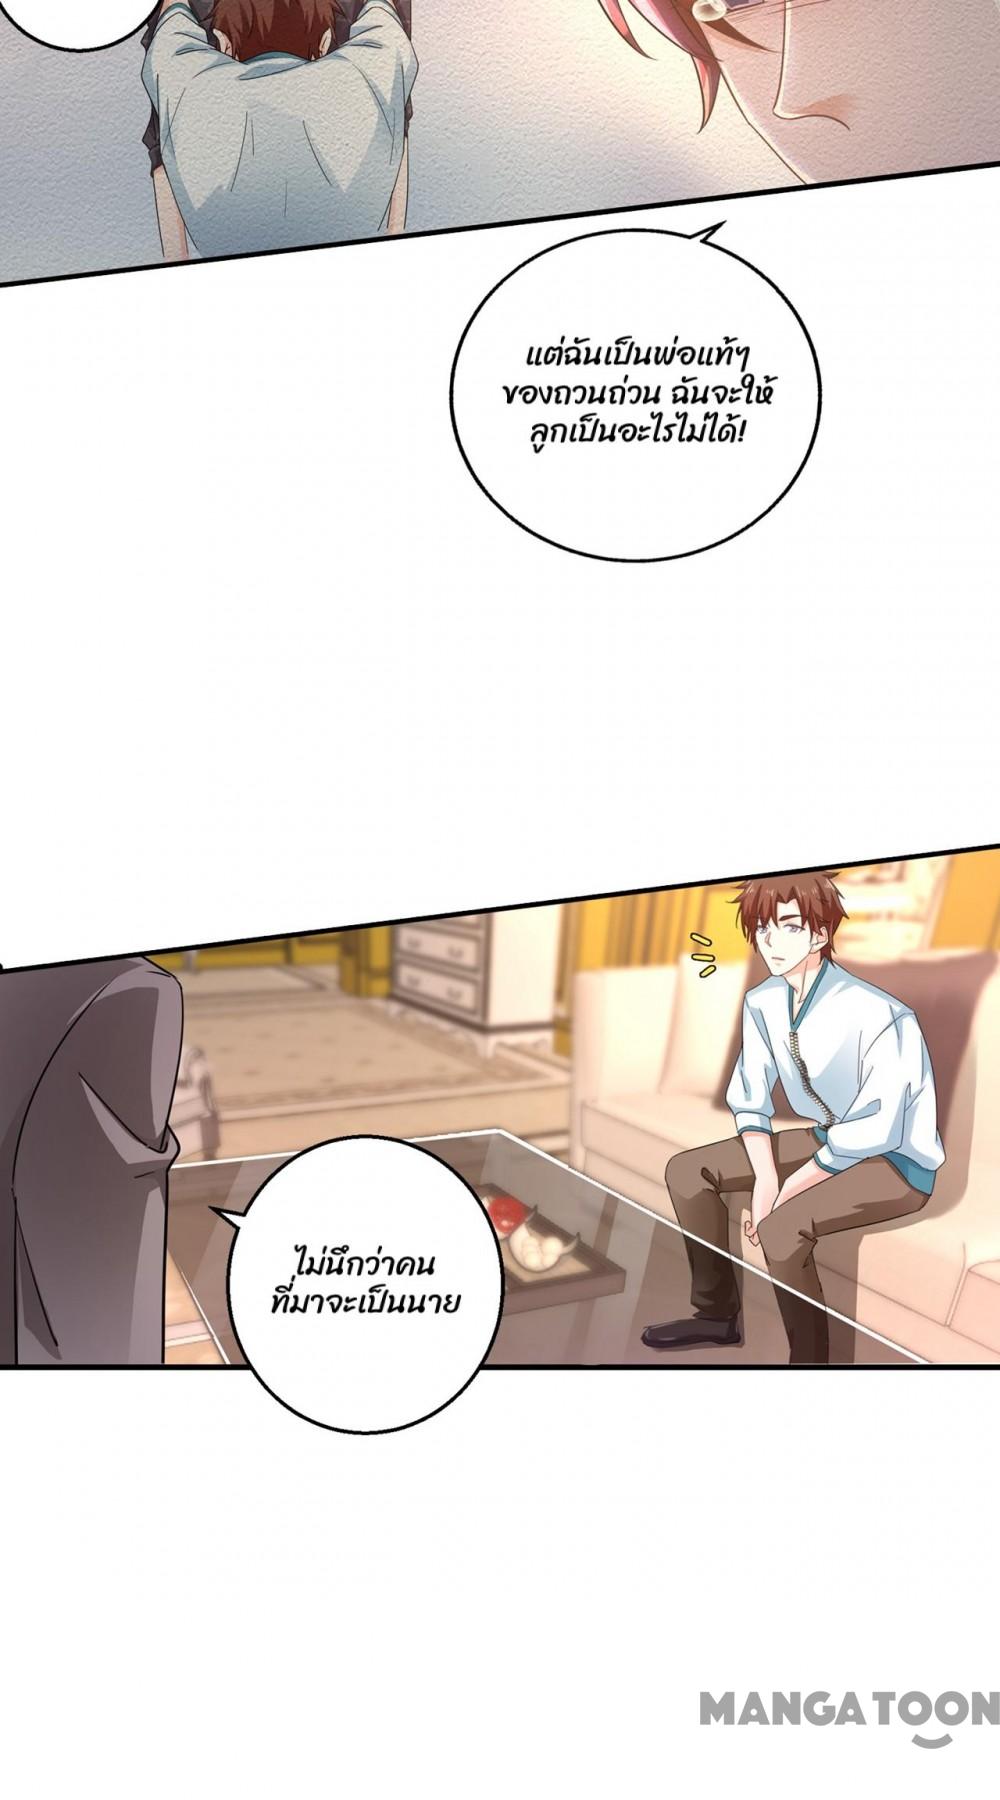 แต่ฉันเป็นพ่อแท้ๆ
ของถวนถ่วน ฉันจะให้
ลูกเป็นอะไรไม่ได้!
ไม่นึกว่าคน
ที่มาจะเป็นนาย
MANGATOON